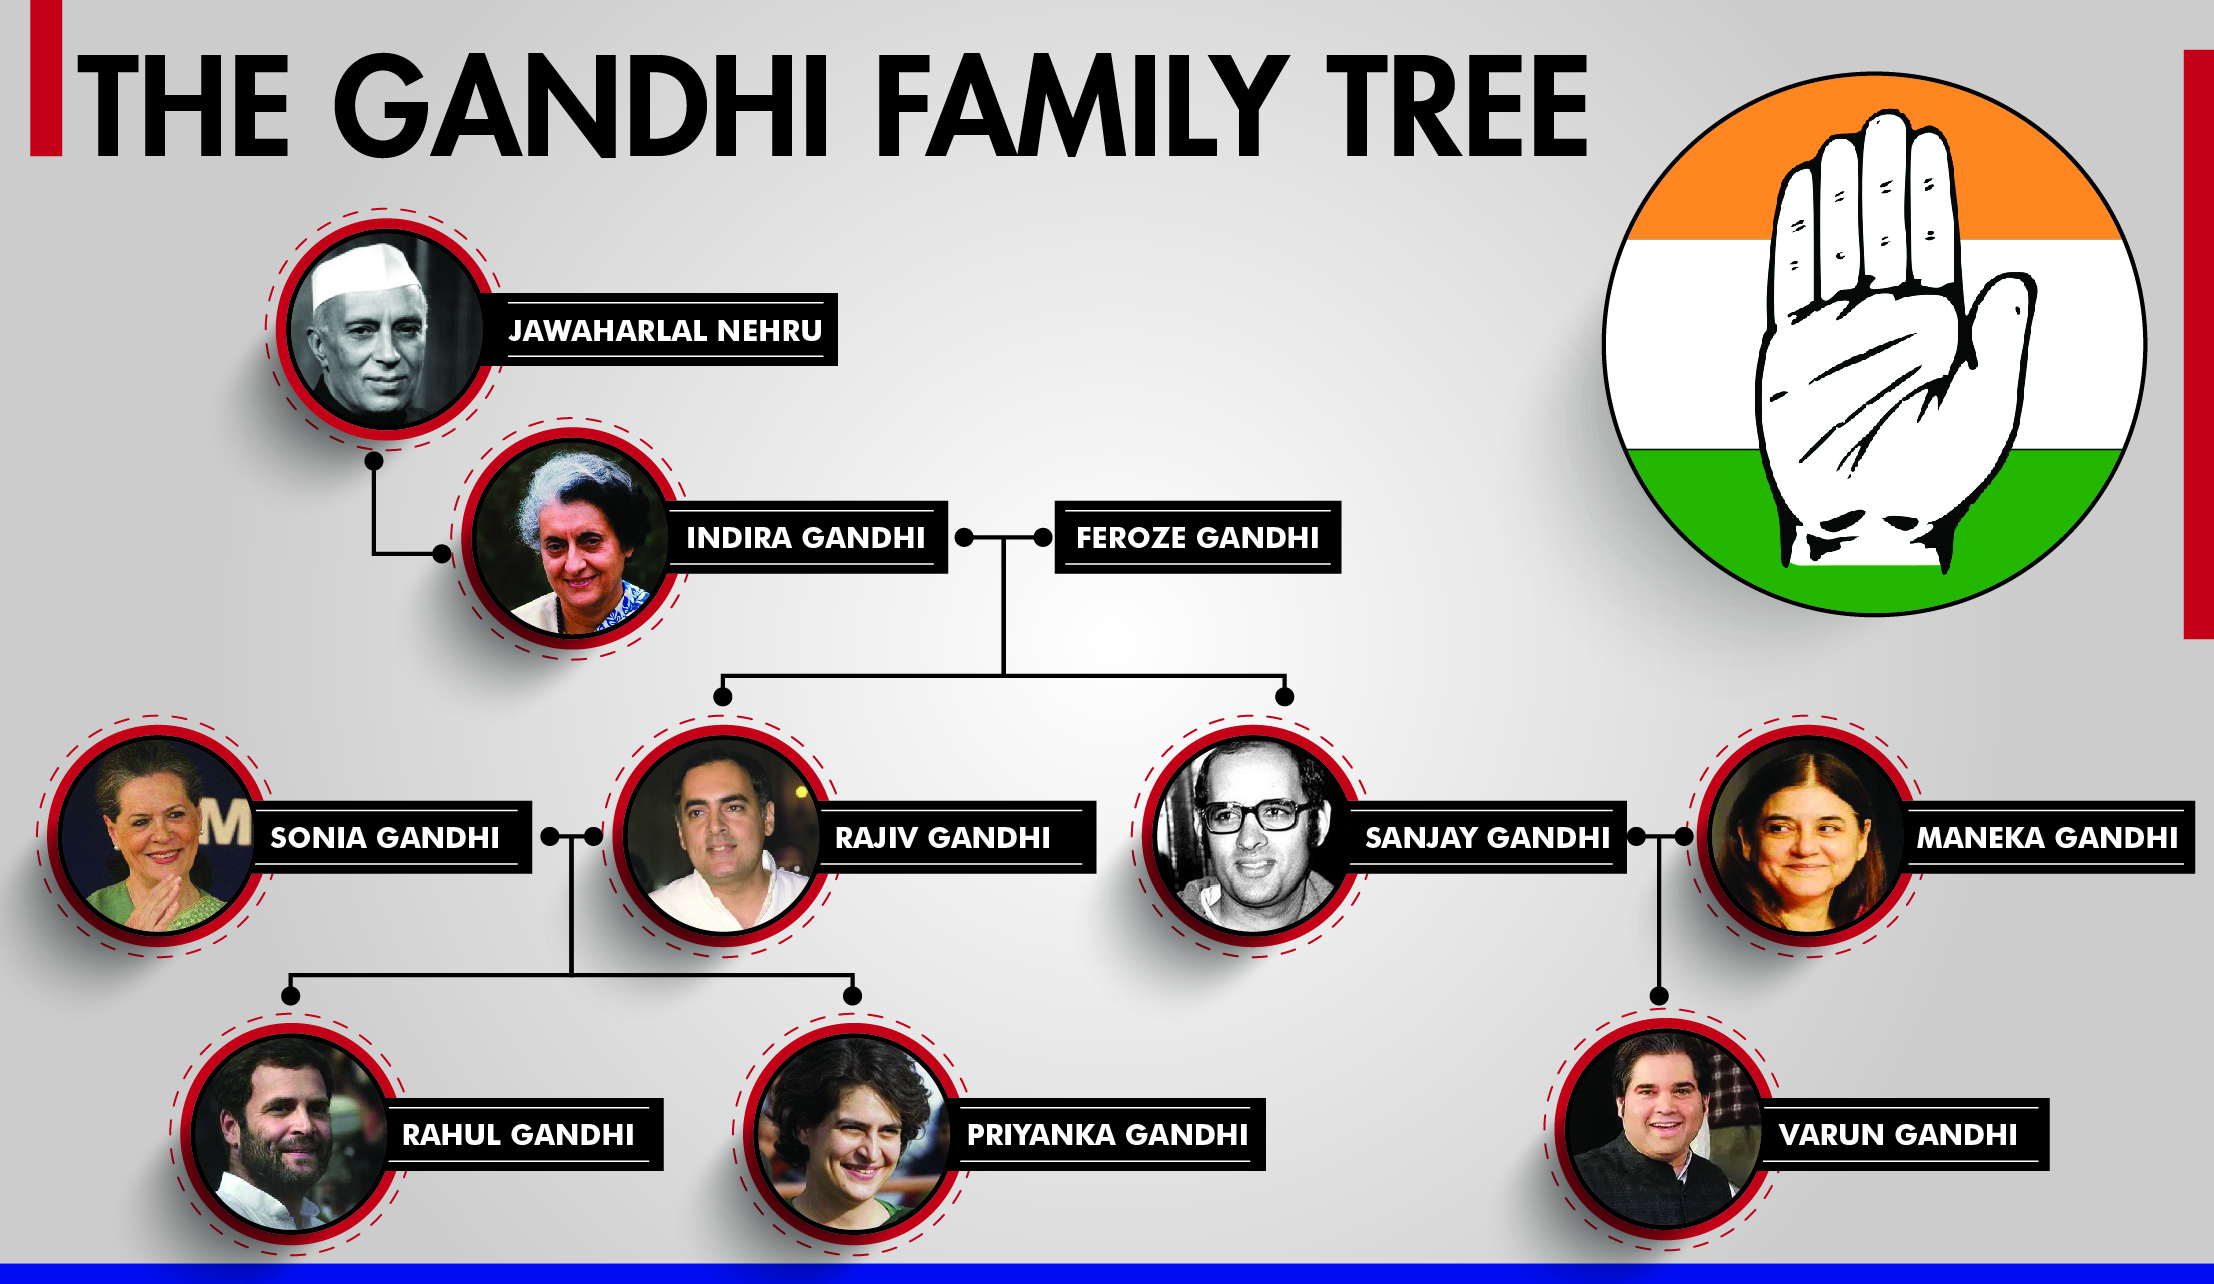 THE GANDHI FAMILY TREE
JAWAHARLAL NEHRU
INDIRA GANDHI
FEROZE GANDHI
SONIA GANDHI
RAJIV GANDHI
SANJAY GANDHI
MANEKA GANDHI
RAHUL GANDHI
PRIYANKA GANDHI
VARUN GANDHI
M